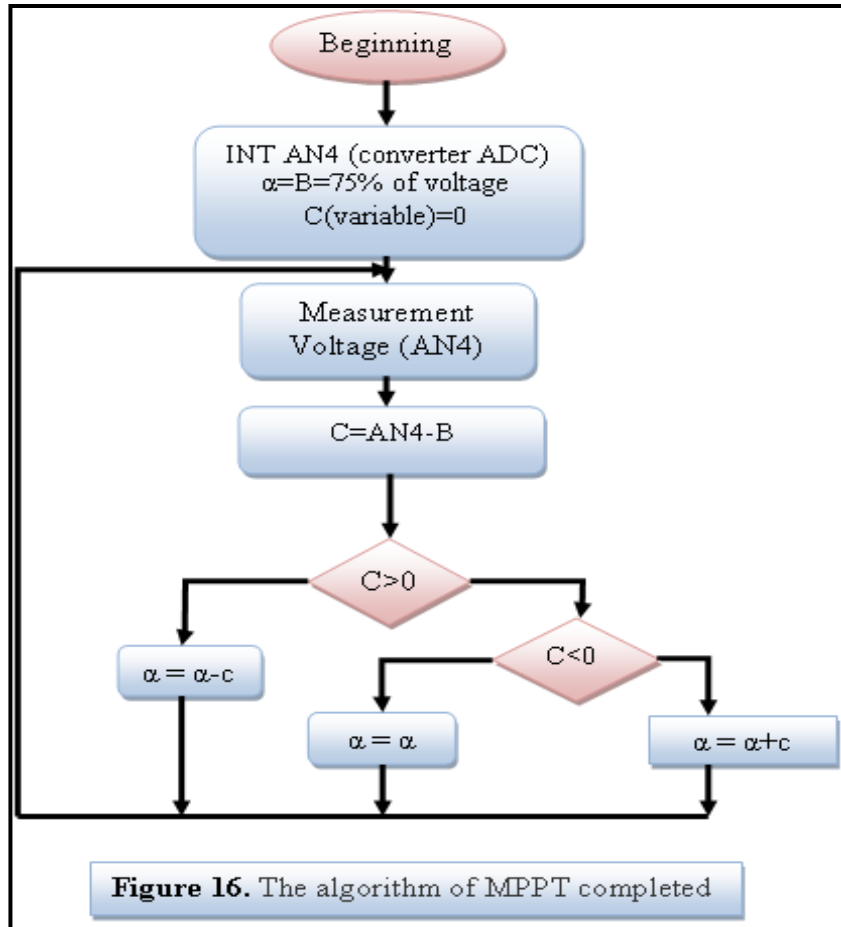 Beginning
INT AN4 (converter ADC)
α=B=75% of voltage
C(variable)=0
Measurement
Voltage (AN4)
C=AN4-B
C>0
C<0
α = α-c
α = α
α = α+c
Figure 16. The algorithm of MPPT completed